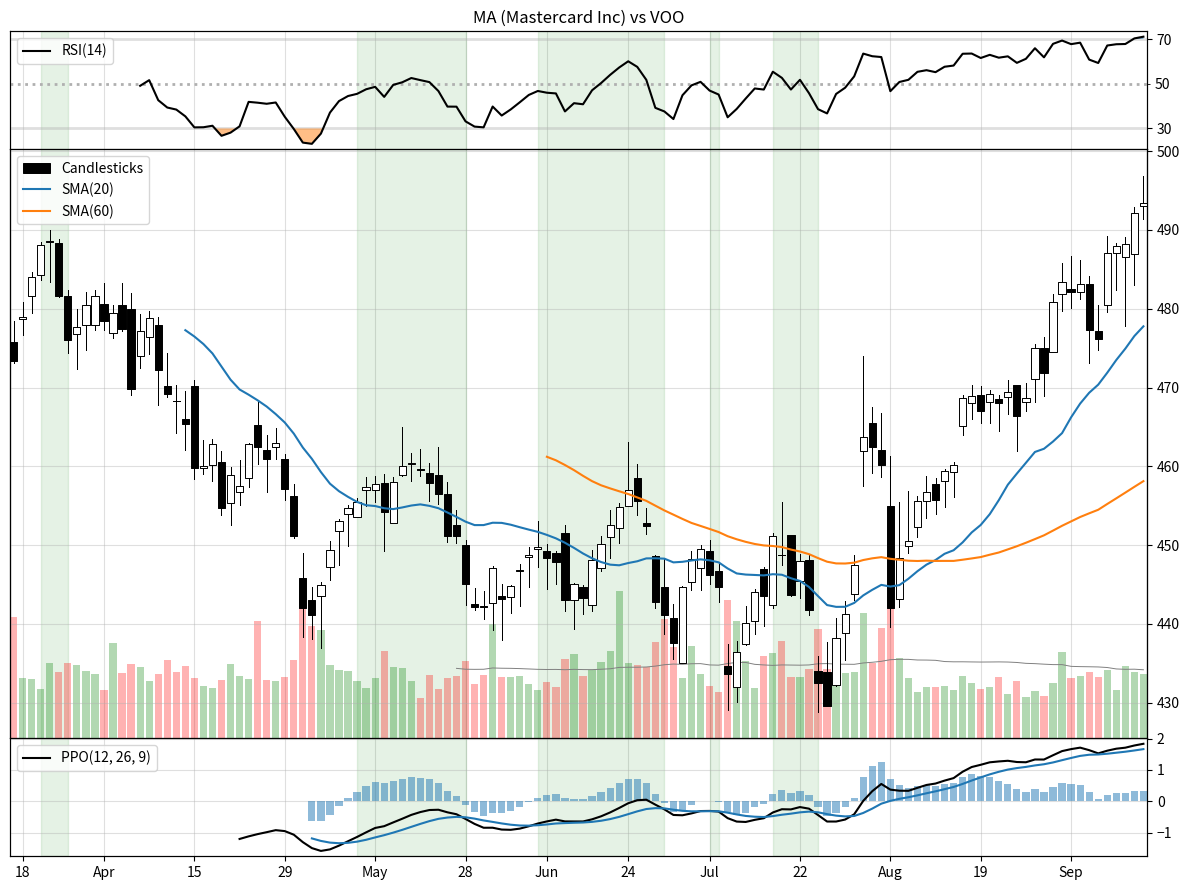 MA (Mastercard Inc) vs VOO
RSI(14)
70
50
30
Candlesticks
SMA(20)
SMA(60)
500
490
480
470
460
450
440
430
PPO(12, 26, 9)
2
1
0
−1
18 Apr 15 29 May 28 Jun 24 Jul 22 Aug 19 Sep